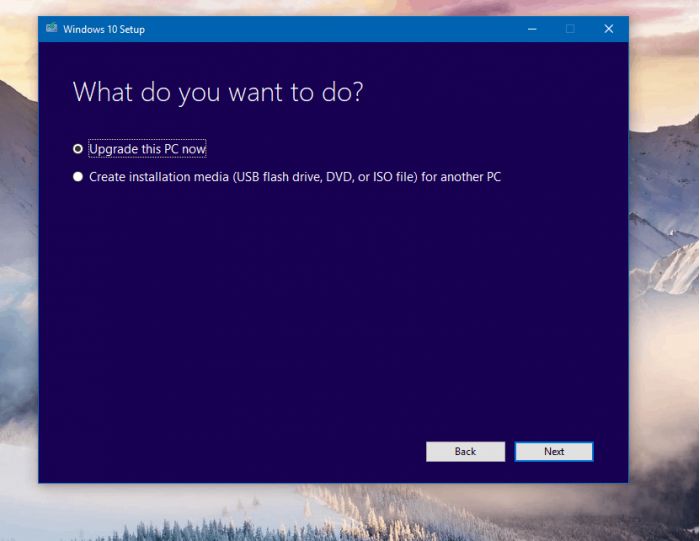 Windows 10 Setup
What do you want to do?
Upgrade this PC now
Create installation media (USB flash drive, DVD, or ISO file) for another PC
Back
Next